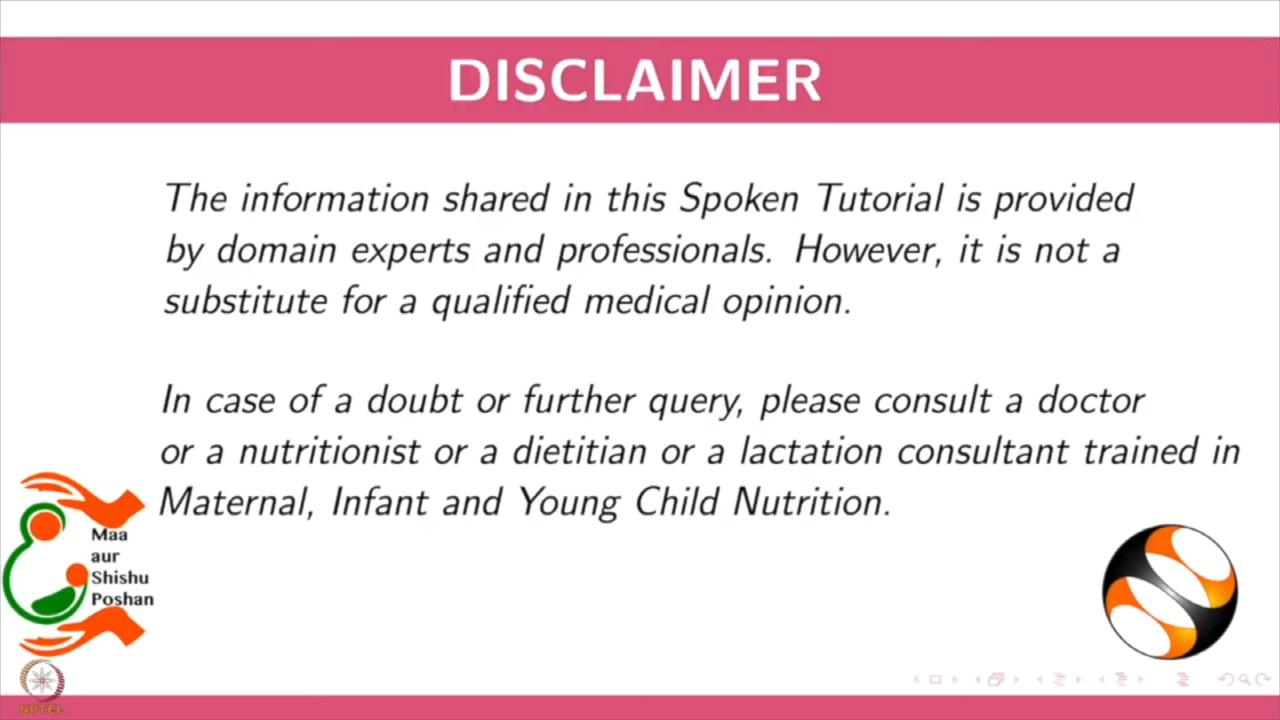 DISCLAIMER
The information shared in this Spoken Tutorial is provided
by domain experts and professionals. However, it is not a
substitute for a qualified medical opinion.
In case of a doubt or further query, please consult a doctor
or a nutritionist or a dietitian or a lactation consultant trained in
Maternal, Infant and Young Child Nutrition.
Maa
aur
Shishu
Poshan
NPTEL